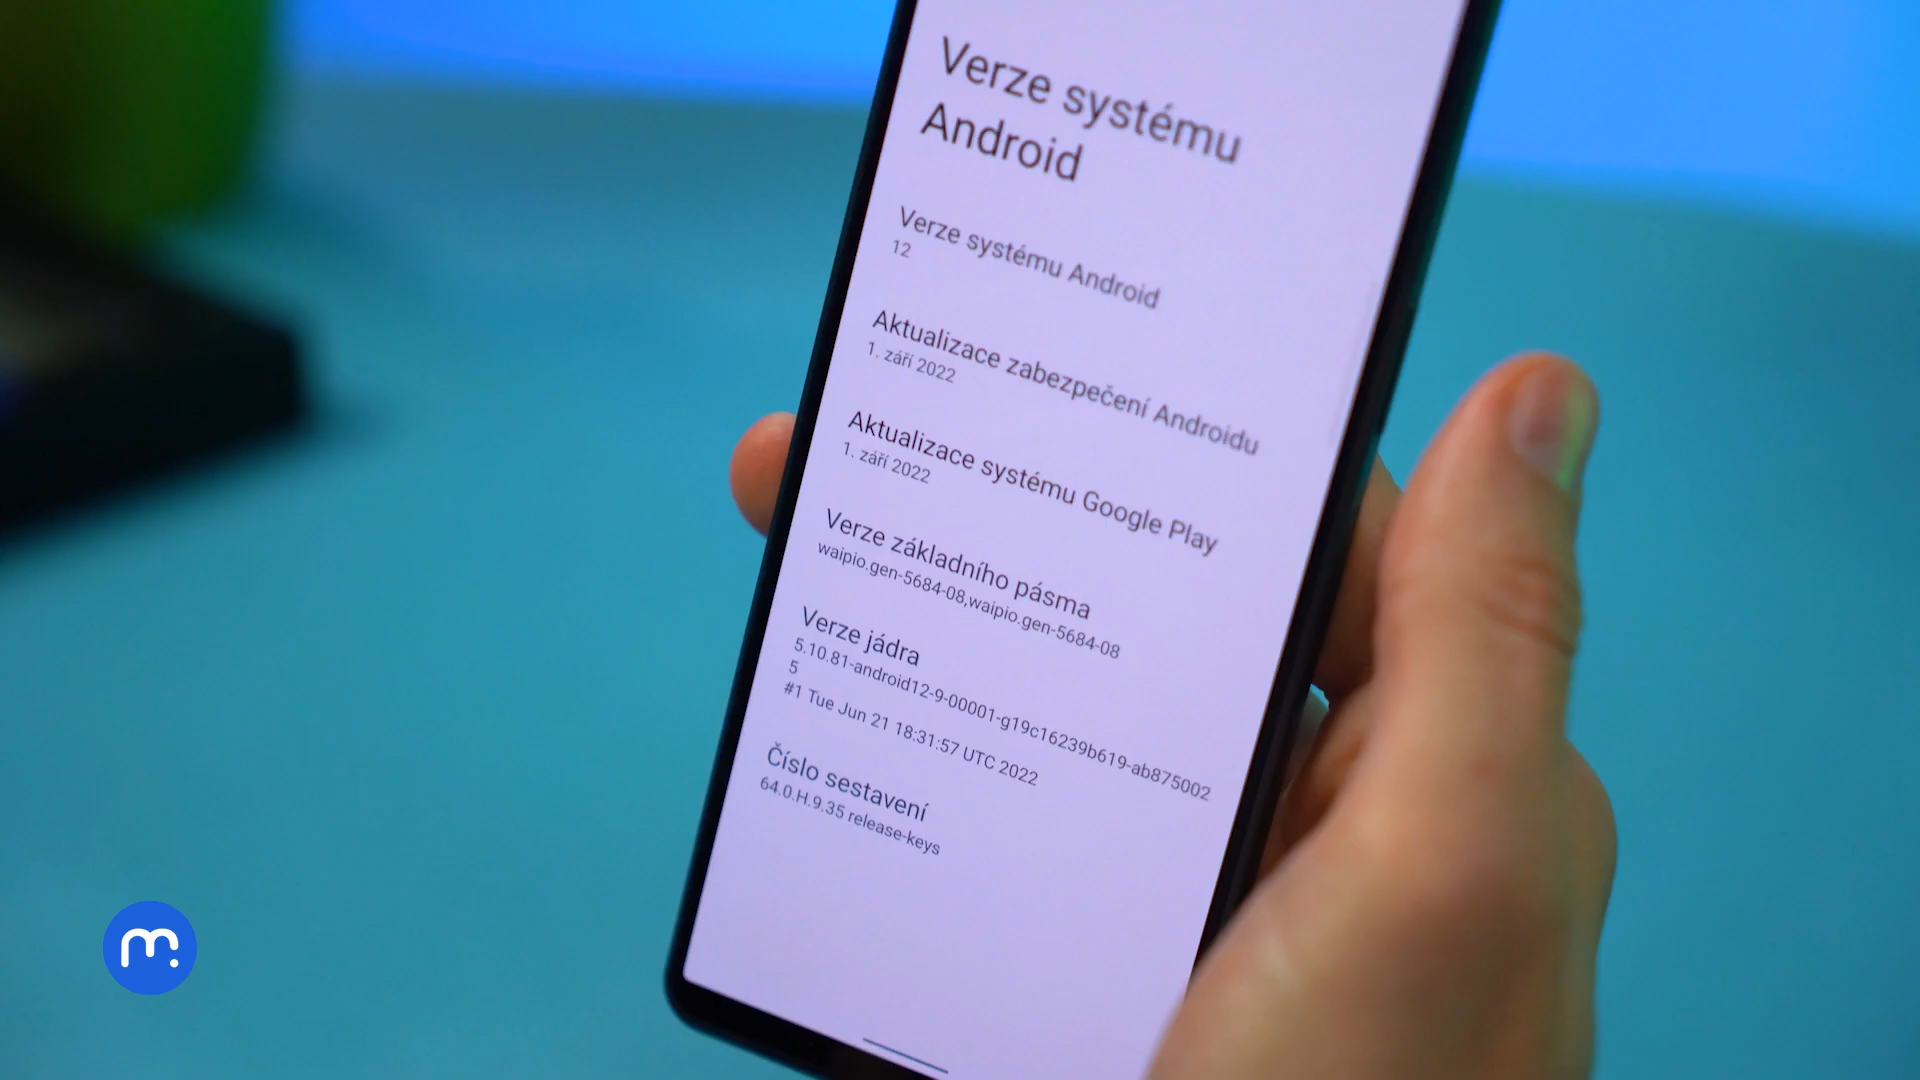 Verze systému
Android
Verze systému Android
12
Aktualizace zabezpečení Androidu
1. září 2022
Aktualizace systému Google Play
1. září 2022
Verze základního pásma
waipio.gen-5684-08,waipio.gen-5684-08
Verze jádra
5.10.81-android12-9-00001-g19c16239b619-ab875002
5
#1 Tue Jun 21 18:31:57 UTC 2022
Číslo sestavení
64.0.H.9.35 release-keys
m.